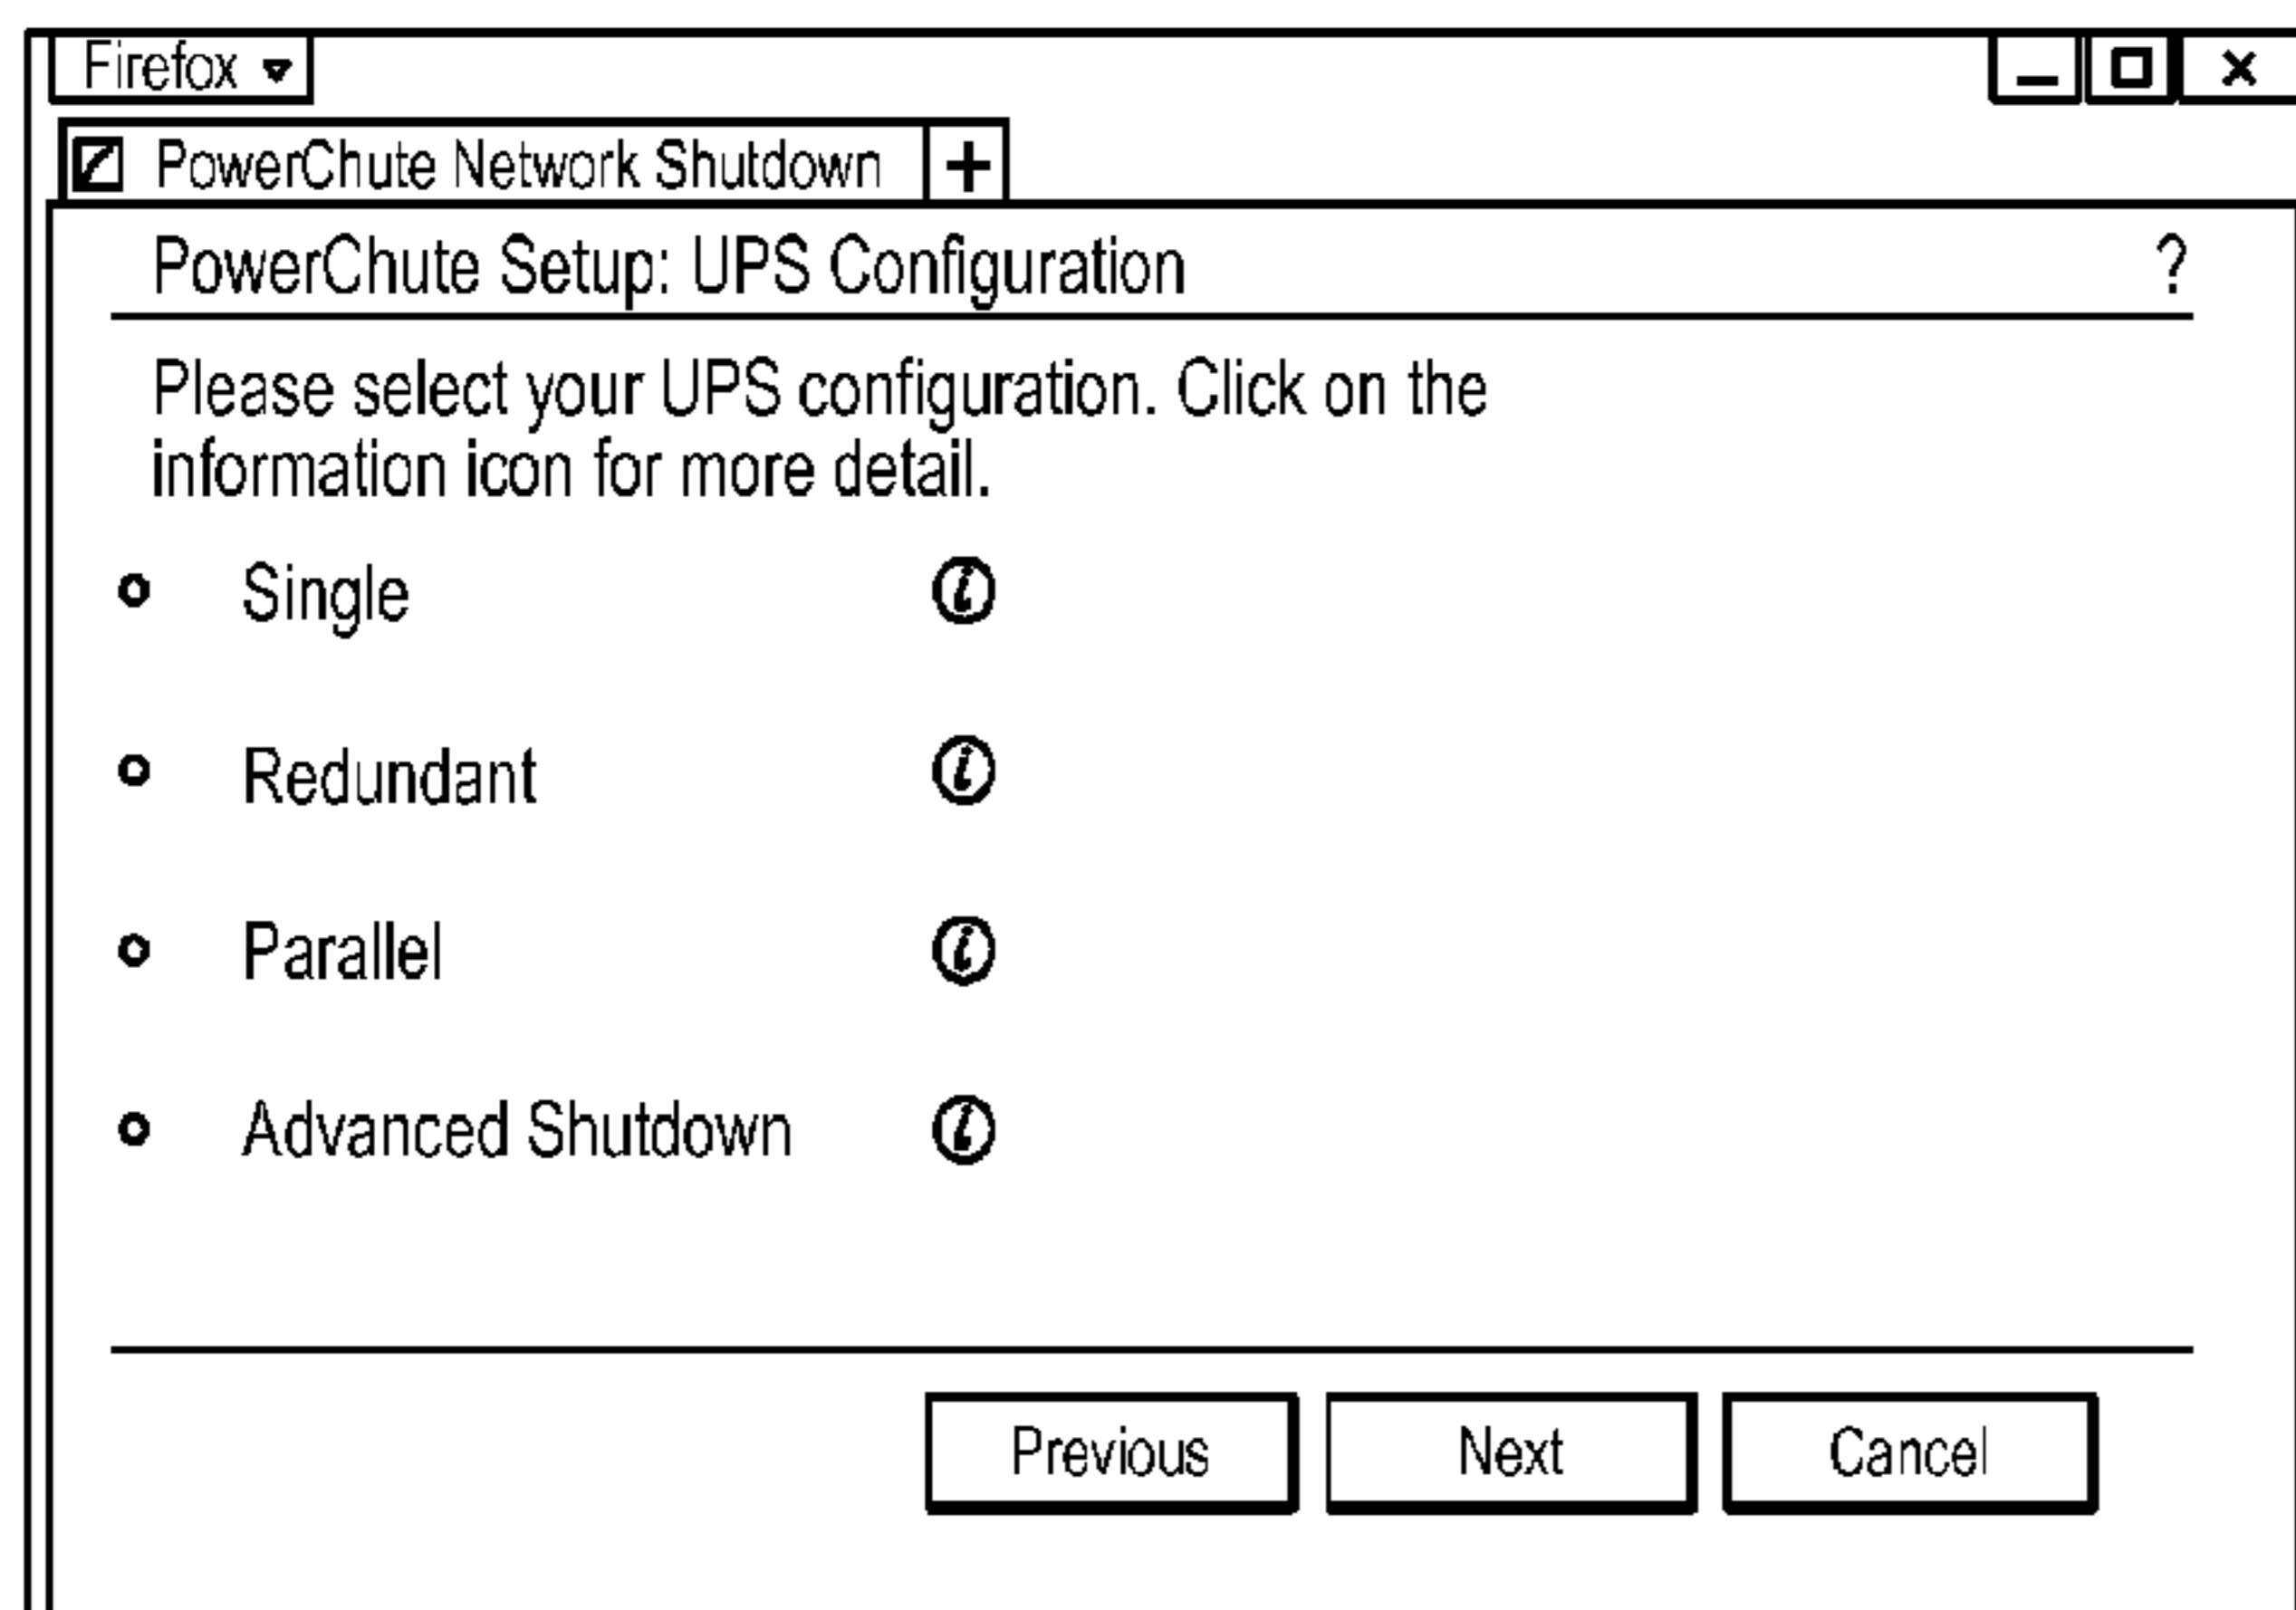 Firefox
PowerChute Network Shutdown +
PowerChute Setup: UPS Configuration ?
Please select your UPS configuration. Click on the
information icon for more detail.
Single i
Redundant i
Parallel i
Advanced Shutdown i
Previous Next Cancel